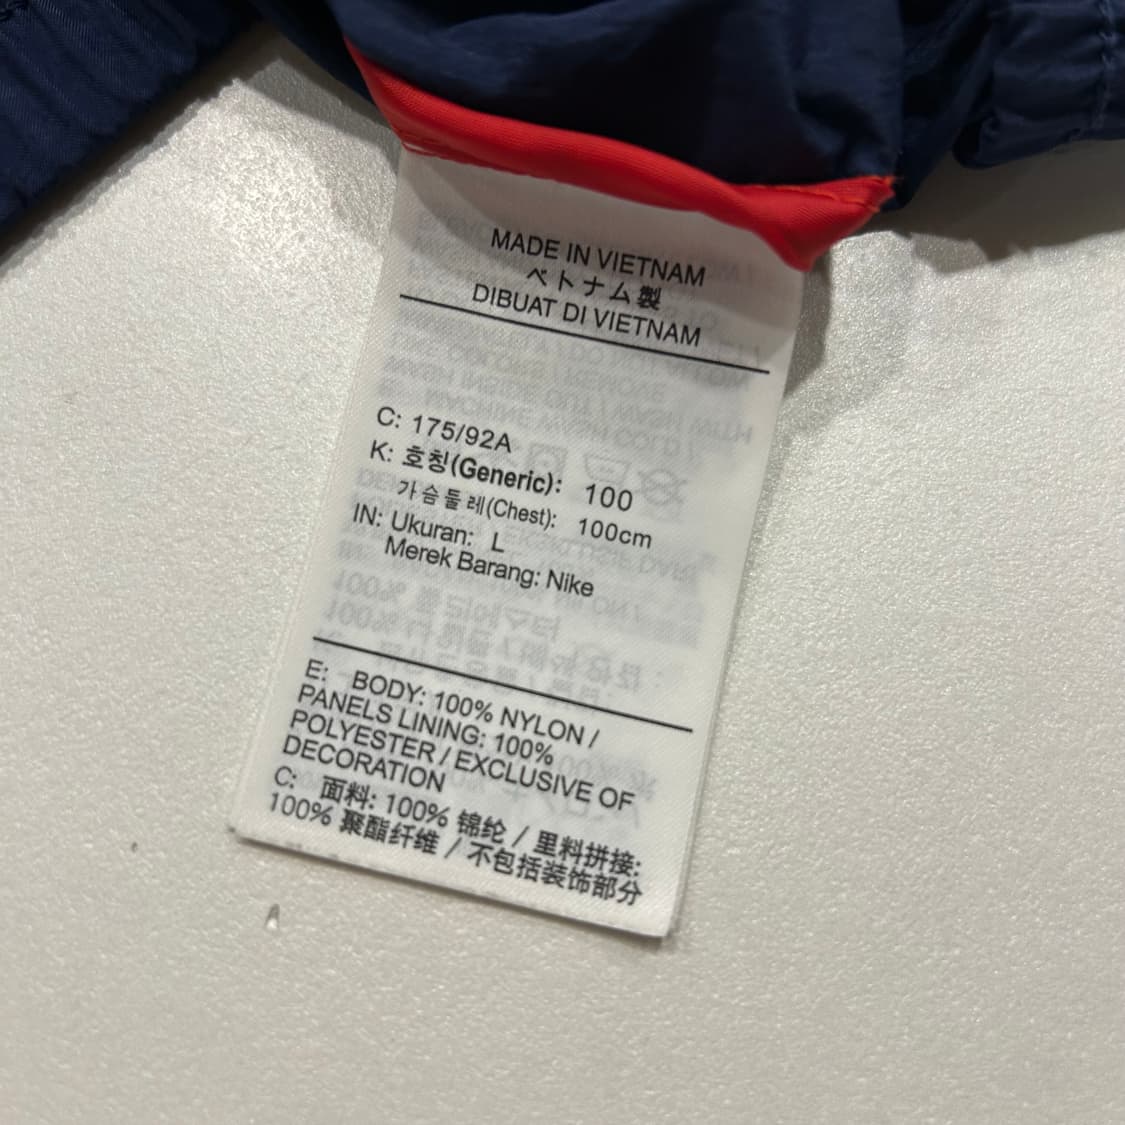 MADE IN VIETNAM
ベトナム製
DIBUAT DI VIETNAM
C: 175/92A
K: 호칭(Generic): 100
가슴둘레(Chest): 100cm
IN: Ukuran: L
Merek Barang: Nike
E: BODY: 100% NYLON /
PANELS LINING: 100%
POLYESTER / EXCLUSIVE OF
DECORATION
C: 面料: 100% 锦纶 / 里料拼接:
100% 聚酯纤维 / 不包括装饰部分